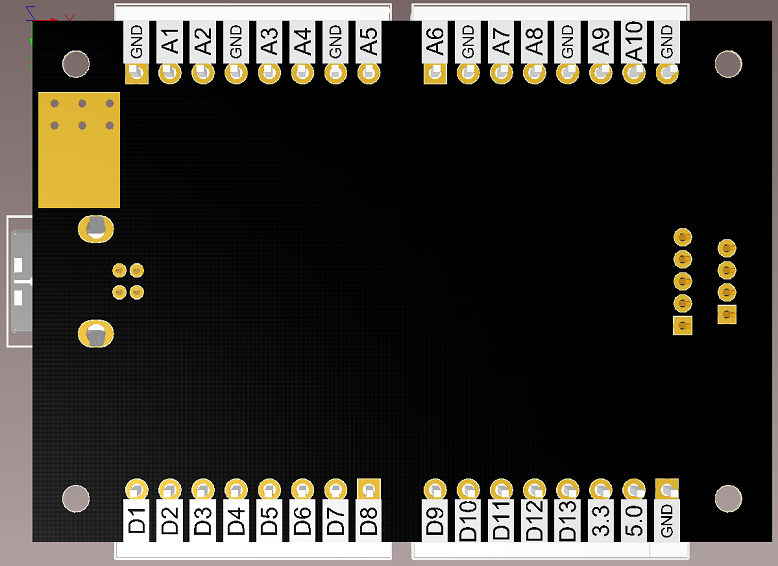 GND A1 A2 GND A3 A4 GND A5 A6 GND A7 A8 GND A9 A10 GND
D1 D2 D3 D4 D5 D6 D7 D8 D9 D10 D11 D12 D13 3.3 5.0 GND